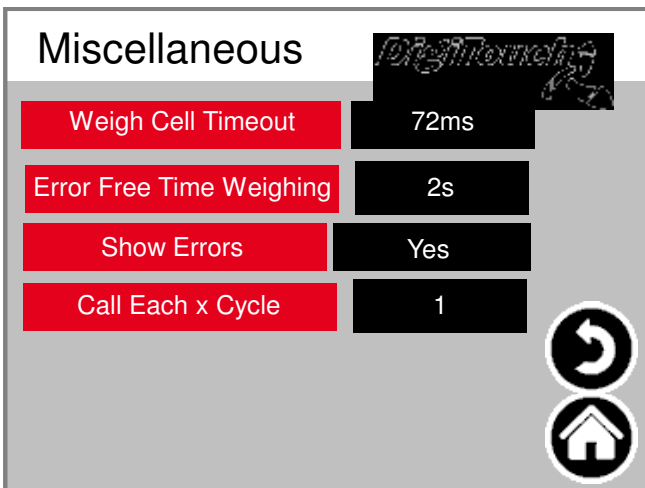 Miscellaneous
DigiTouch
Weigh Cell Timeout
72ms
Error Free Time Weighing
2s
Show Errors
Yes
Call Each x Cycle
1